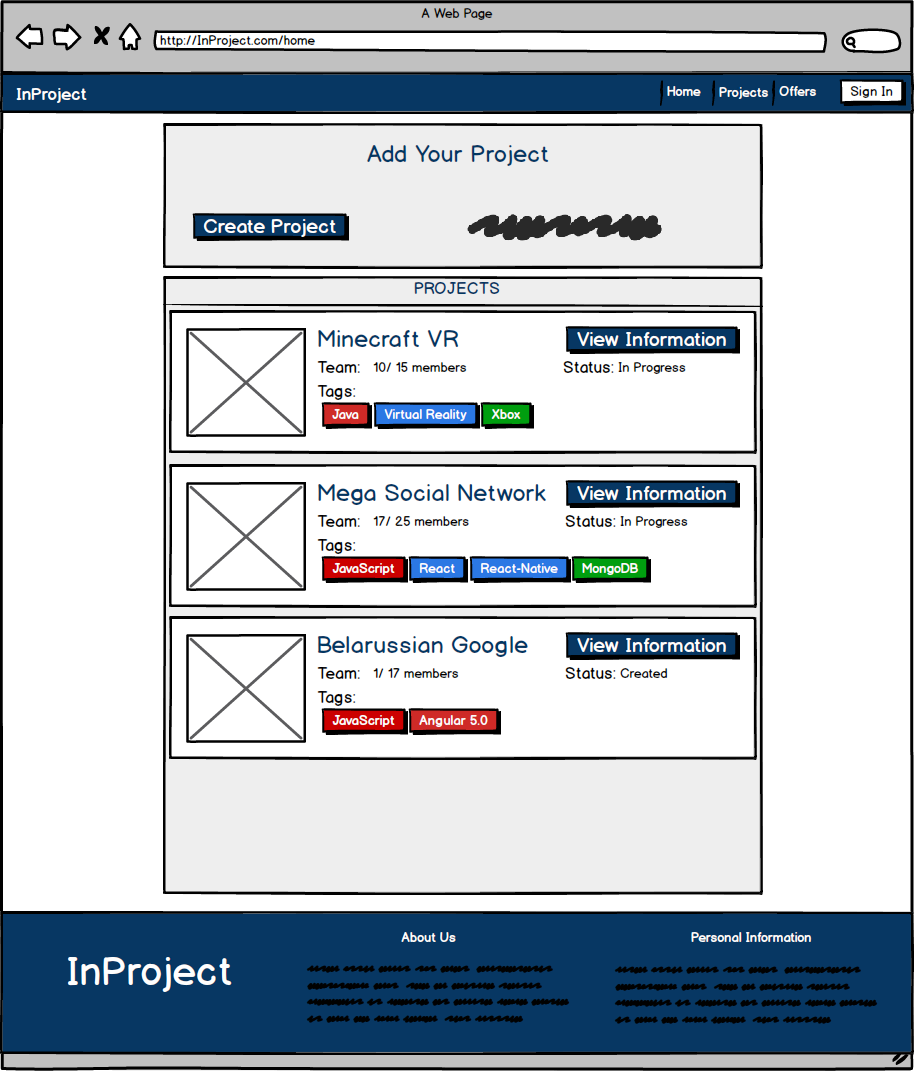 A Web Page
http://InProject.com/home
InProject Home Projects Offers Sign In
Add Your Project
Create Project
PROJECTS
Minecraft VR View Information
Team: 10/ 15 members Status: In Progress
Tags:
Java Virtual Reality Xbox
Mega Social Network View Information
Team: 17/ 25 members Status: In Progress
Tags:
JavaScript React React-Native MongoDB
Belarussian Google View Information
Team: 1/ 17 members Status: Created
Tags:
JavaScript Angular 5.0
About Us Personal Information
InProject